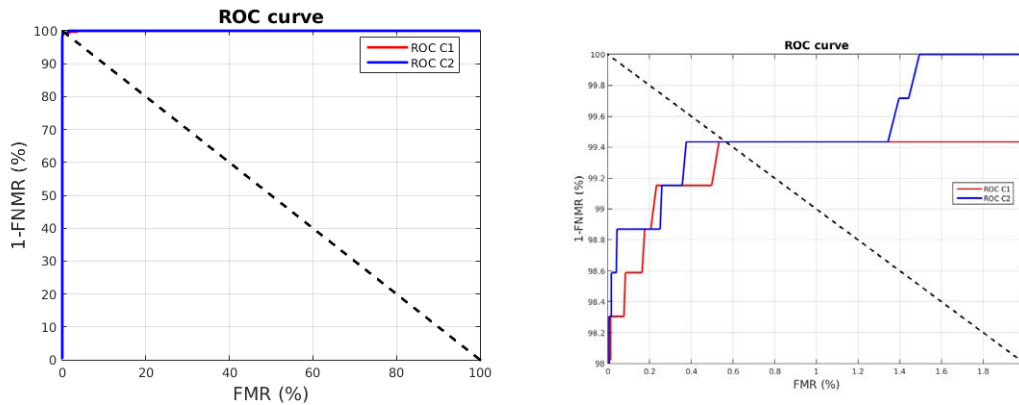 ROC curve
100
90
80
70
60
50
40
30
20
10
0
1-FNMR (%)
0 20 40 60 80 100
FMR (%)
ROC C1
ROC C2
ROC curve
100
99.8
99.6
99.4
99.2
99
98.8
98.6
98.4
98.2
98
1-FNMR (%)
0 0.2 0.4 0.6 0.8 1 1.2 1.4 1.6 1.8
FMR (%)
ROC C1
ROC C2